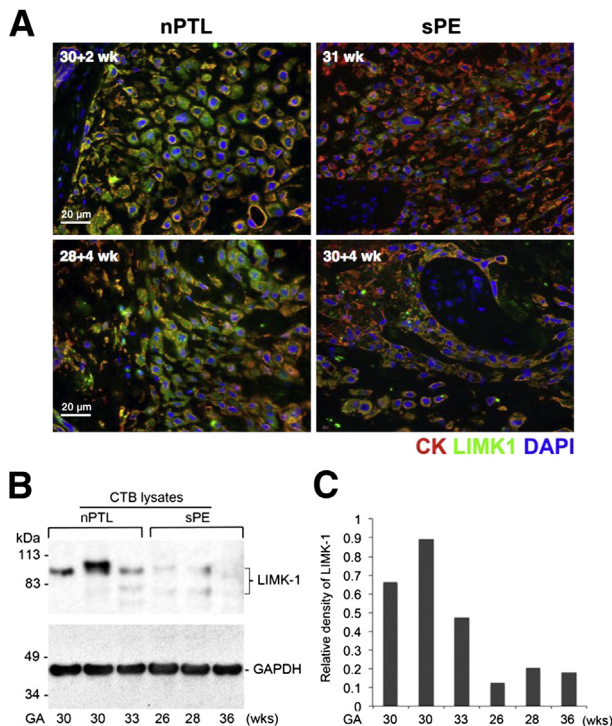 A
nPTL
sPE
30+2 wk
31 wk
20 µm
28+4 wk
30+4 wk
20 µm
CK LIMK1 DAPI
B
CTB lysates
nPTL
sPE
kDa
113 -
83 -
LIMK-1
49 -
34 -
GAPDH
GA 30 30 33 26 28 36 (wks)
C
Relative density of LIMK-1
1
0.9
0.8
0.7
0.6
0.5
0.4
0.3
0.2
0.1
0
GA 30 30 33 26 28 36 (wks)